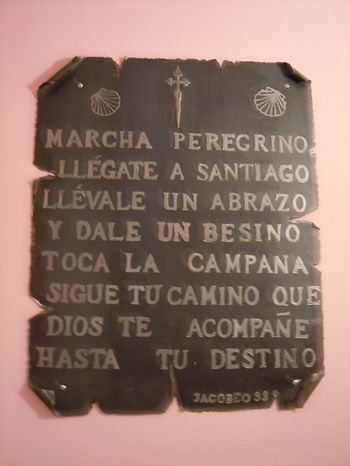 MARCHA PEREGRINO
LLÉGATE A SANTIAGO
LLÉVALE UN ABRAZO
Y DALE UN BESINO
TOCA LA CAMPANA
SIGUE TU CAMINO QUE
DIOS TE ACOMPAÑE
HASTA TU DESTINO
JACOBEO 99